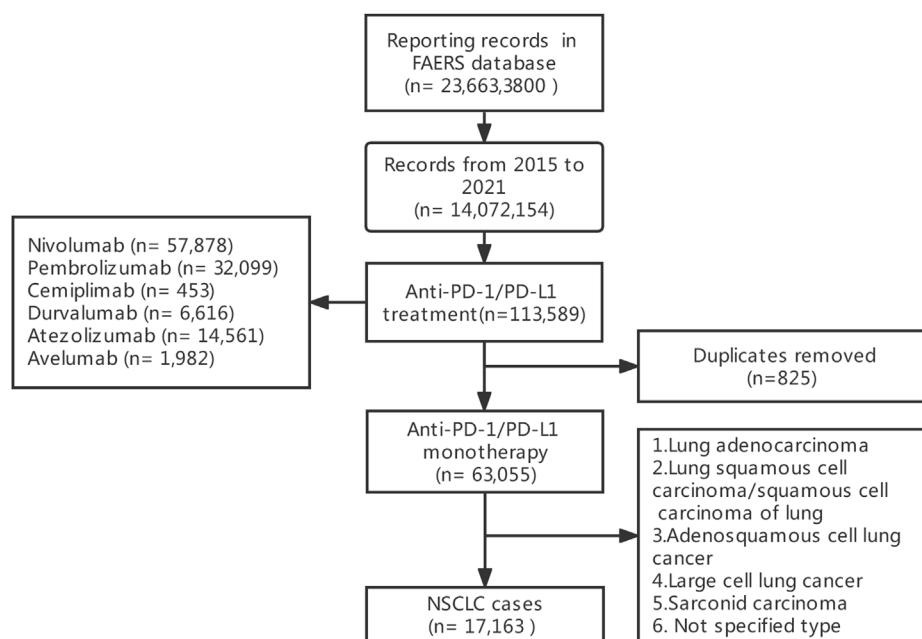 Reporting records in
FAERS database
(n= 23,663,3800 )
Records from 2015 to
2021
(n= 14,072,154)
Nivolumab (n= 57,878)
Pembrolizumab (n= 32,099)
Cemiplimab (n= 453)
Durvalumab (n= 6,616)
Atezolizumab (n= 14,561)
Avelumab (n= 1,982)
Anti-PD-1/PD-L1
treatment(n=113,589)
Duplicates removed
(n=825)
Anti-PD-1/PD-L1
monotherapy
(n= 63,055)
1.Lung adenocarcinoma
2.Lung squamous cell
carcinoma/squamous cell
carcinoma of lung
3.Adenosquamous cell lung
cancer
4.Large cell lung cancer
5.Sarconid carcinoma
6. Not specified type
NSCLC cases
(n= 17,163 )